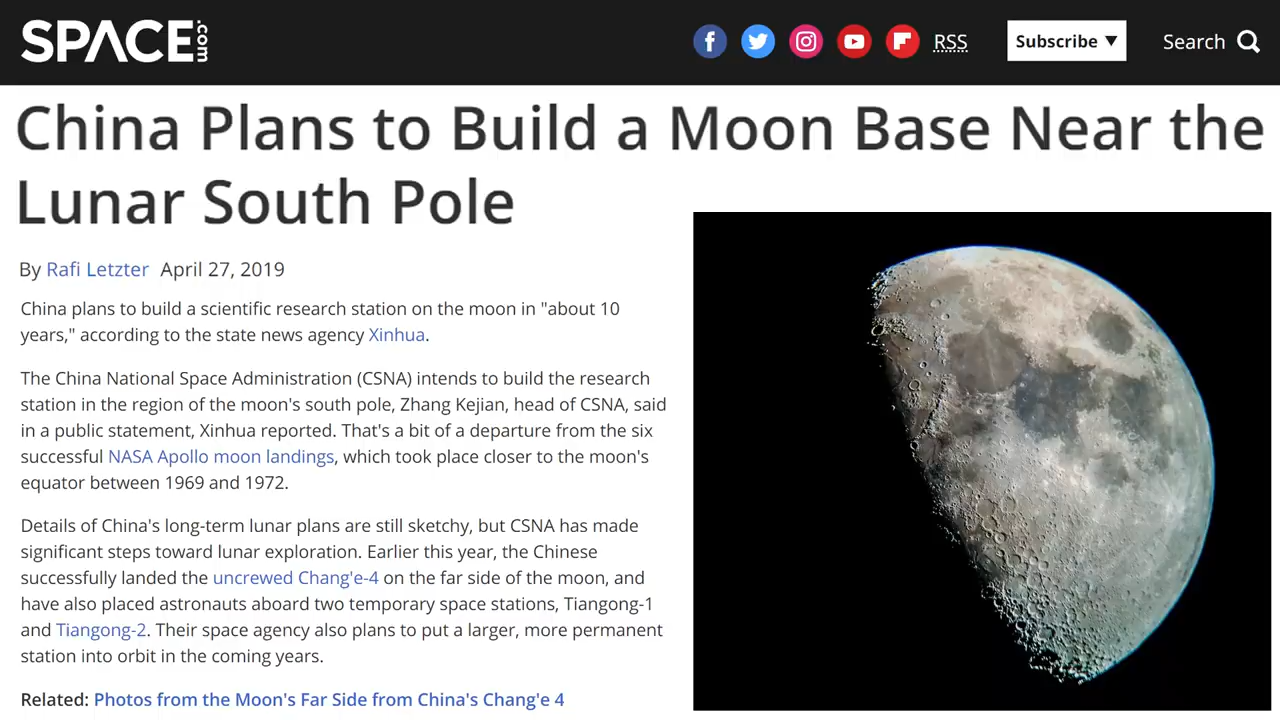 SPACE.com
RSS
Subscribe ▼
Search
China Plans to Build a Moon Base Near the
Lunar South Pole
By Rafi Letzter April 27, 2019
China plans to build a scientific research station on the moon in "about 10
years," according to the state news agency Xinhua.
The China National Space Administration (CSNA) intends to build the research
station in the region of the moon's south pole, Zhang Kejian, head of CSNA, said
in a public statement, Xinhua reported. That's a bit of a departure from the six
successful NASA Apollo moon landings, which took place closer to the moon's
equator between 1969 and 1972.
Details of China's long-term lunar plans are still sketchy, but CSNA has made
significant steps toward lunar exploration. Earlier this year, the Chinese
successfully landed the uncrewed Chang'e-4 on the far side of the moon, and
have also placed astronauts aboard two temporary space stations, Tiangong-1
and Tiangong-2. Their space agency also plans to put a larger, more permanent
station into orbit in the coming years.
Related: Photos from the Moon's Far Side from China's Chang'e 4